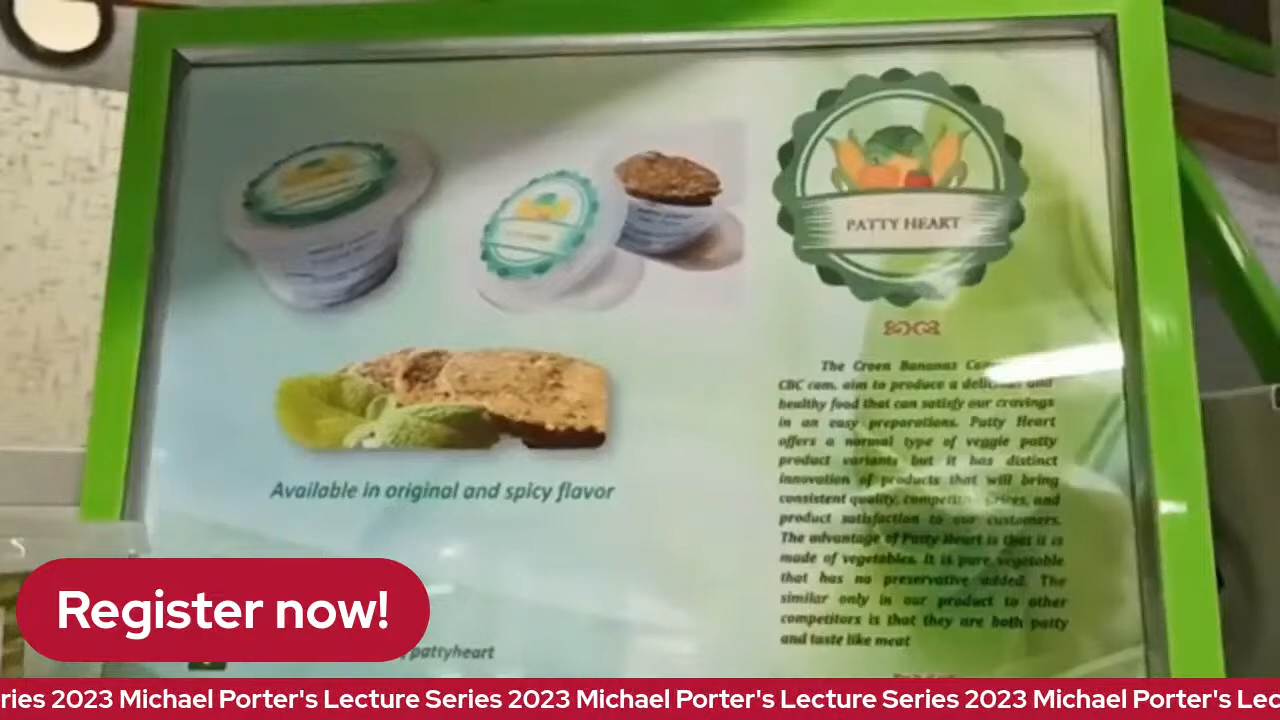 PATTY HEART
The Green Bananas
CBC cam. aim to produce a delicious and
healthy food that can satisfy our cravings
in an easy preparations. Patty Heart
offers a normal type of veggie patty
product variants but it has distinct
innovation of products that will bring
consistent quality, competitive prices, and
product satisfaction to our customers.
The advantage of Patty Heart is that it is
made of vegetables. It is pure vegetable
that has no preservative added. The
similar only in our product to other
competitors is that they are both patty
and taste like meat
Available in original and spicy flavor
pattyheart
Register now!
ries 2023 Michael Porter's Lecture Series 2023 Michael Porter's Lecture Series 2023 Michael Porter's Lec